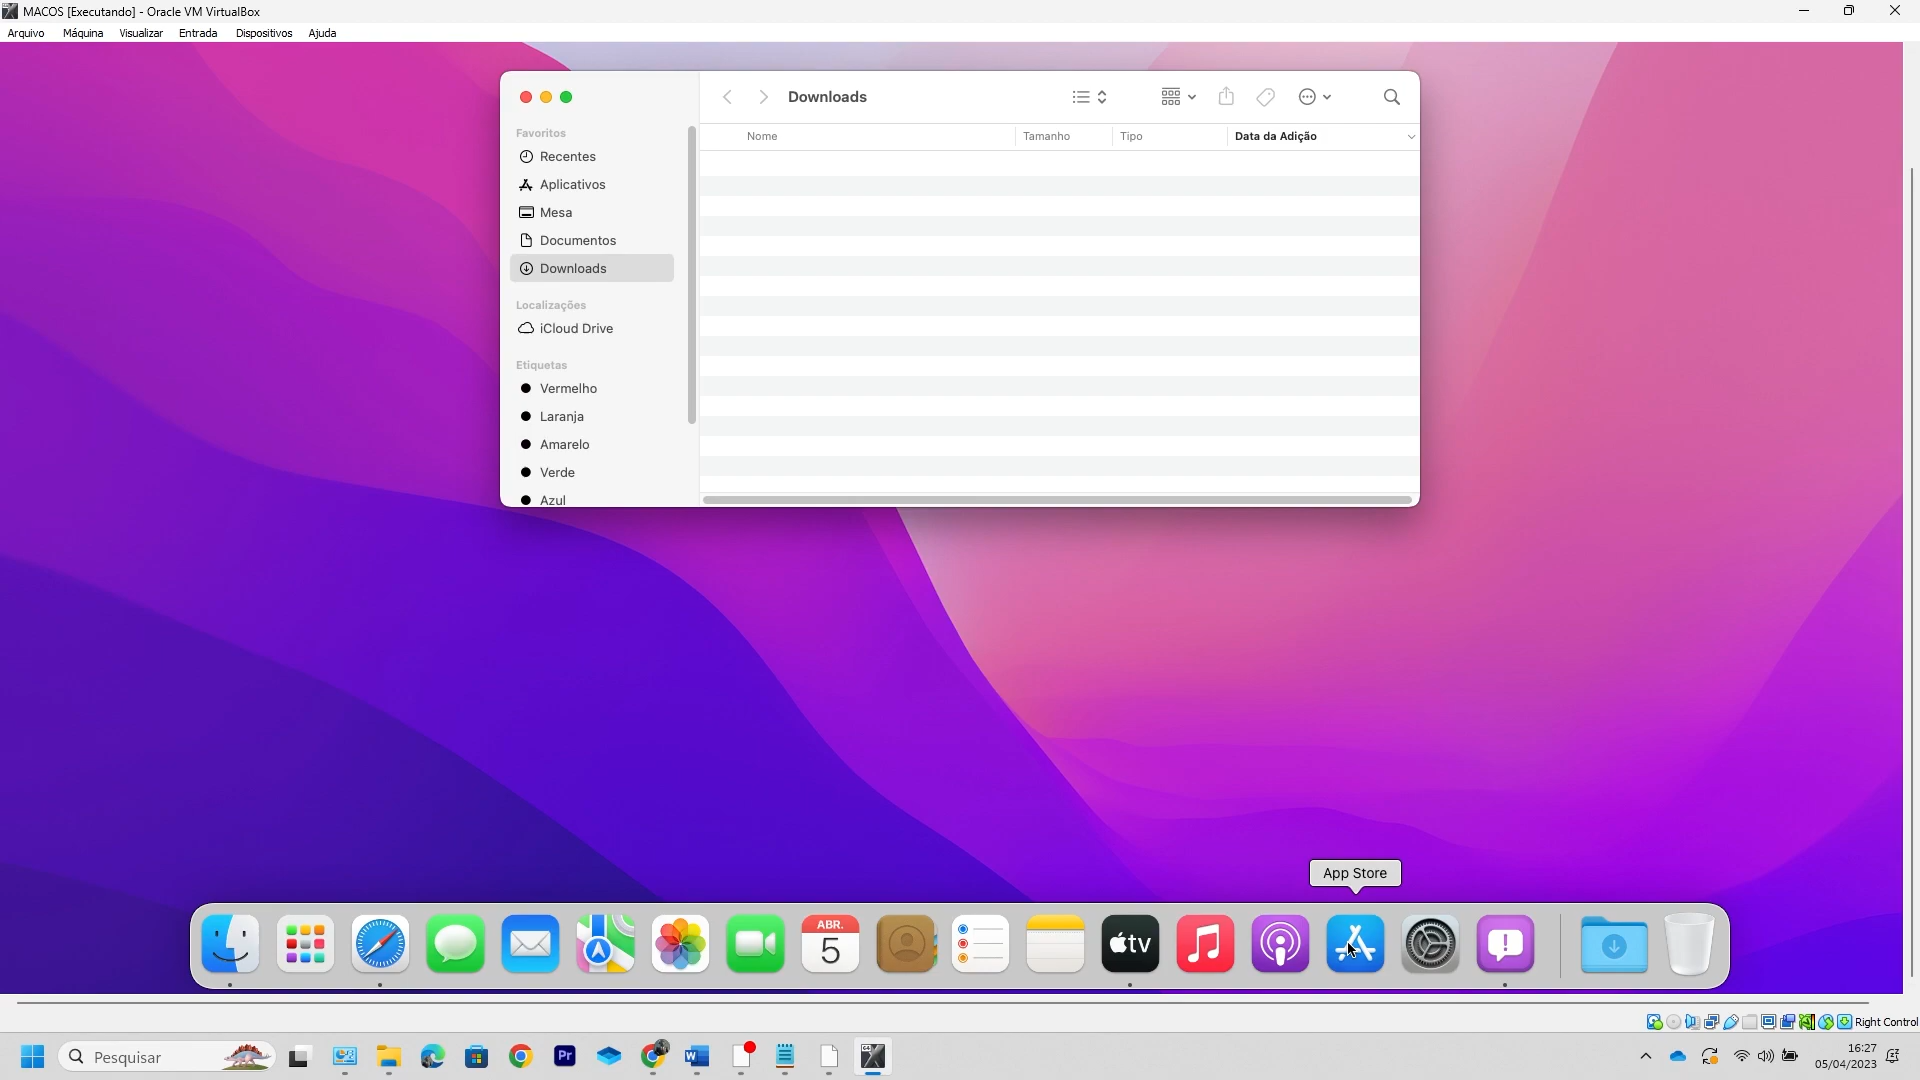 MACOS [Executando] - Oracle VM VirtualBox
Arquivo Máquina Visualizar Entrada Dispositivos Ajuda
Downloads
Favoritos
Nome Tamanho Tipo Data da Adição
Recentes
Aplicativos
Mesa
Documentos
Downloads
Localizações
iCloud Drive
Etiquetas
Vermelho
Laranja
Amarelo
Verde
Azul
App Store
ABR.
5
tv
Right Control
Pesquisar
Pr
W
16:27
05/04/2023